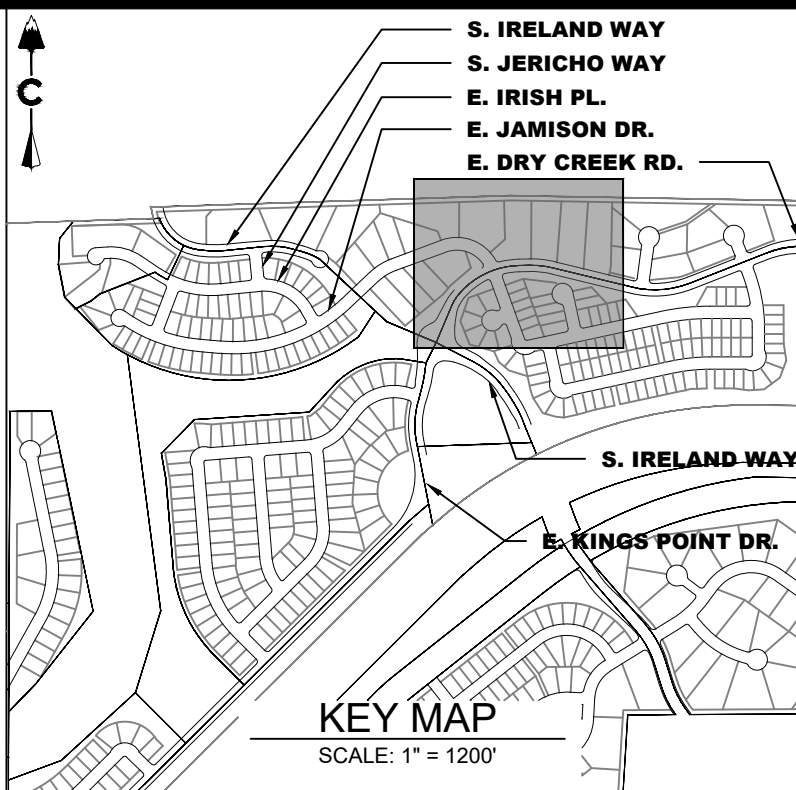 S. IRELAND WAY
S. JERICHO WAY
E. IRISH PL.
E. JAMISON DR.
E. DRY CREEK RD.
C
S. IRELAND WAY
E. KINGS POINT DR.
KEY MAP
SCALE: 1" = 1200'